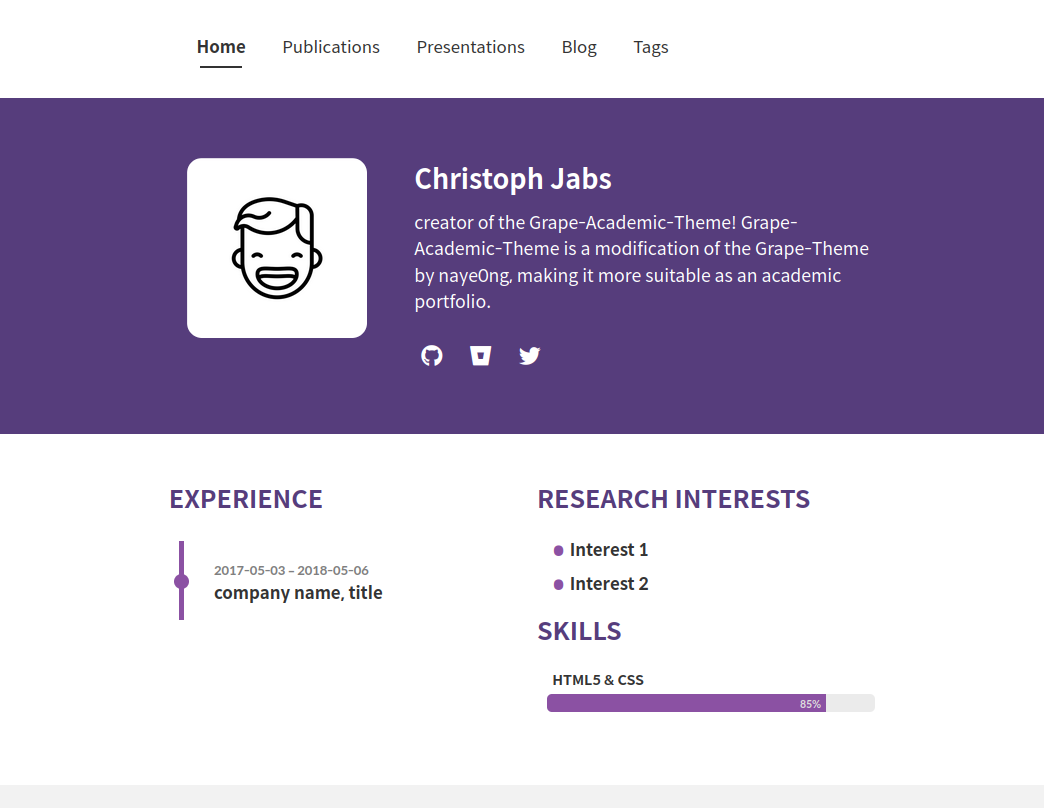 Home Publications Presentations Blog Tags
Christoph Jabs
creator of the Grape-Academic-Theme! Grape-
Academic-Theme is a modification of the Grape-Theme
by naye0ng, making it more suitable as an academic
portfolio.
EXPERIENCE
2017-05-03 – 2018-05-06
company name, title
RESEARCH INTERESTS
Interest 1
Interest 2
SKILLS
HTML5 & CSS
85%